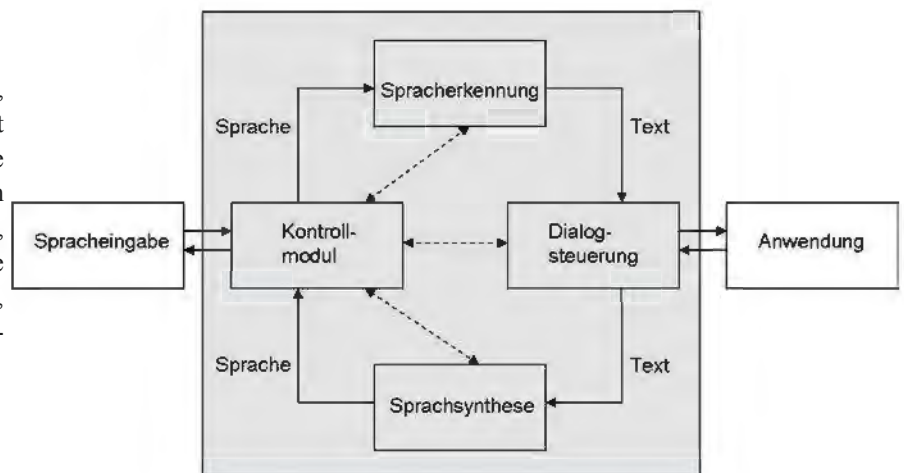 ,
t
e
n
,
e
,
-
Spracherkennung
Sprache
Text
Spracheingabe
Kontroll-
modul
Dialog-
steuerung
Anwendung
Sprache
Text
Sprachsynthese